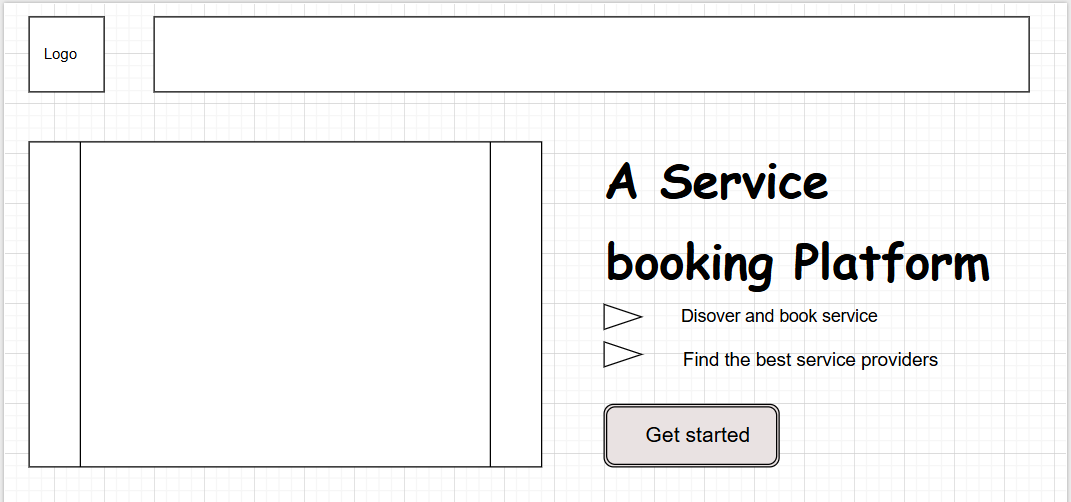 Logo
A Service
booking Platform
Disover and book service
Find the best service providers
Get started